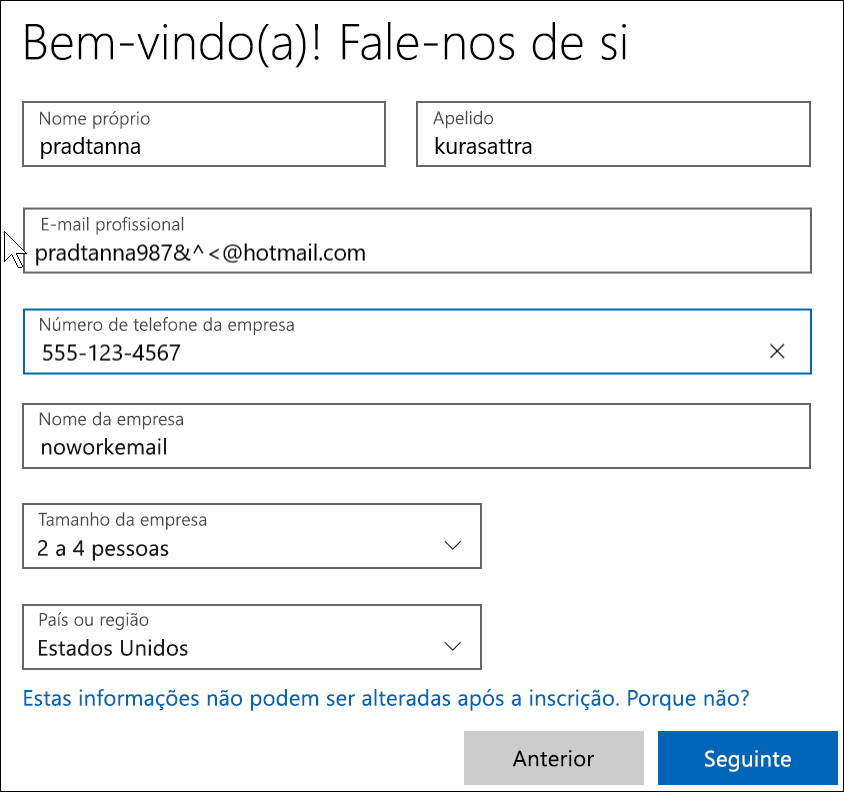 Bem-vindo(a)! Fale-nos de si
Nome próprio
pradtanna
Apelido
kurasattra
E-mail profissional
pradtanna987&^<@hotmail.com
Número de telefone da empresa
555-123-4567
Nome da empresa
noworkemail
Tamanho da empresa
2 a 4 pessoas
País ou região
Estados Unidos
Estas informações não podem ser alteradas após a inscrição. Porque não?
Anterior
Seguinte